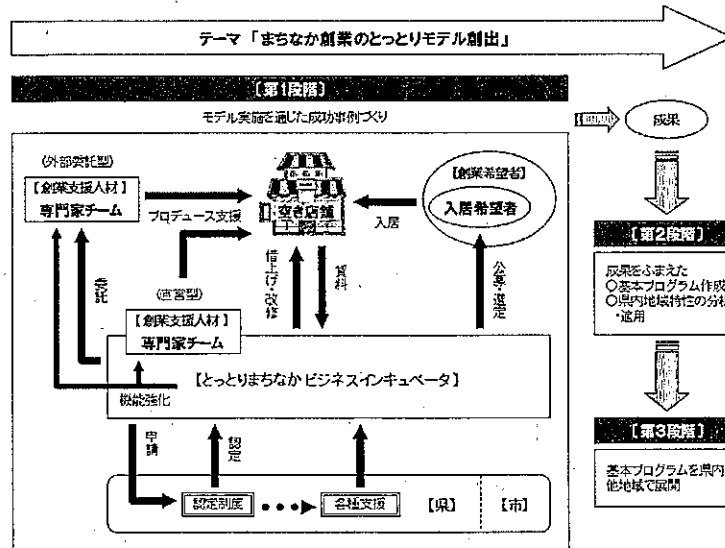 テーマ「まちなか創業のとっとりモデル創出」
【第1段階】
モデル実施を通じた成功事例づくり
成果
(外部委託型)
【創業支援人材】
専門家チーム
プロデュース支援
空き店舗
入居
【創業希望者】
入居希望者
委託
(直営型)
【創業支援人材】
専門家チーム
借上げ・改修
賃料
公募・選定
【とっとりまちなかビジネスインキュベータ】
機能強化
申請
認定
認定制度
各種支援
【県】
【市】
【第2段階】
成果をふまえた
○基本プログラム作成
○県内地域特性の分析
・適用
【第3段階】
基本プログラムを県内
他地域で展開